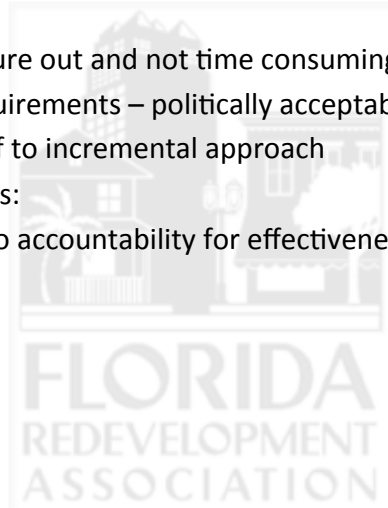 ure out and not time consuming
uirements – politically acceptab
f to incremental approach
s:
o accountability for effectivene
FLORIDA
REDEVELOPMENT
ASSOCIATION